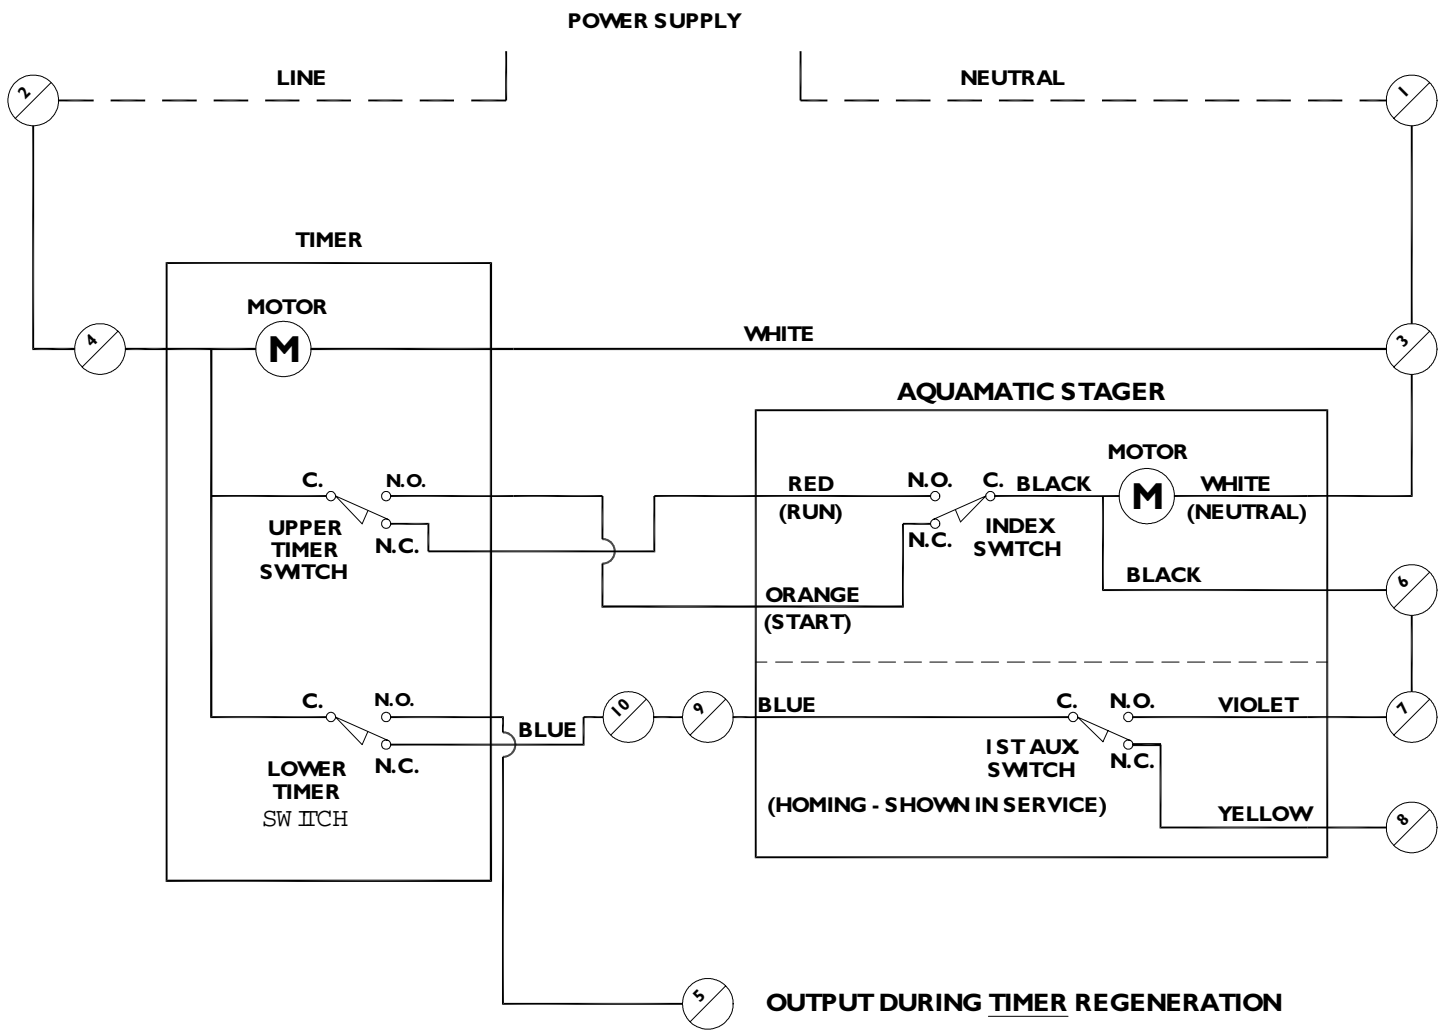 POWER SUPPLY
LINE
NEUTRAL
2
1
TIMER
MOTOR
4
M
WHITE
3
AQUAMATIC STAGER
MOTOR
C.
N.O.
RED
(RUN)
N.O.
C.
BLACK
M
WHITE
(NEUTRAL)
UPPER
TIMER
SWITCH
N.C.
N.C.
INDEX
SWITCH
BLACK
6
ORANGE
(START)
C.
N.O.
BLUE
10
9
BLUE
C.
N.O.
VIOLET
7
N.C.
LOWER
TIMER
SWITCH
1ST AUX.
SWITCH
N.C.
(HOMING - SHOWN IN SERVICE)
YELLOW
8
5
OUTPUT DURING TIMER REGENERATION